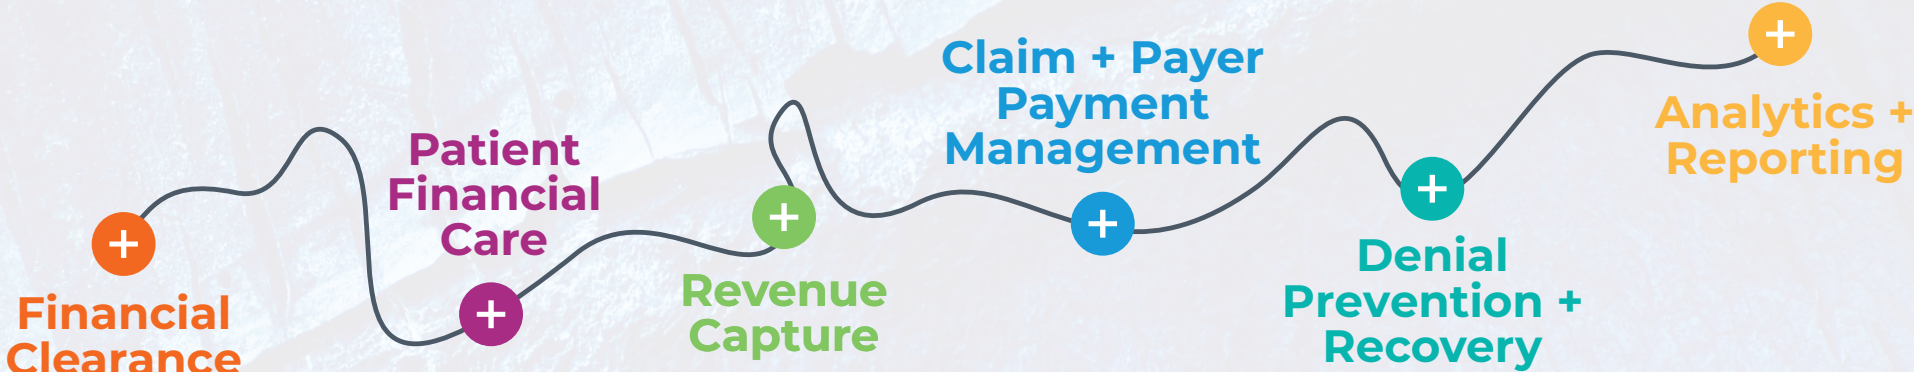 Financial
Clearance
Patient
Financial
Care
Revenue
Capture
Claim + Payer
Payment
Management
Denial
Prevention +
Recovery
Analytics +
Reporting